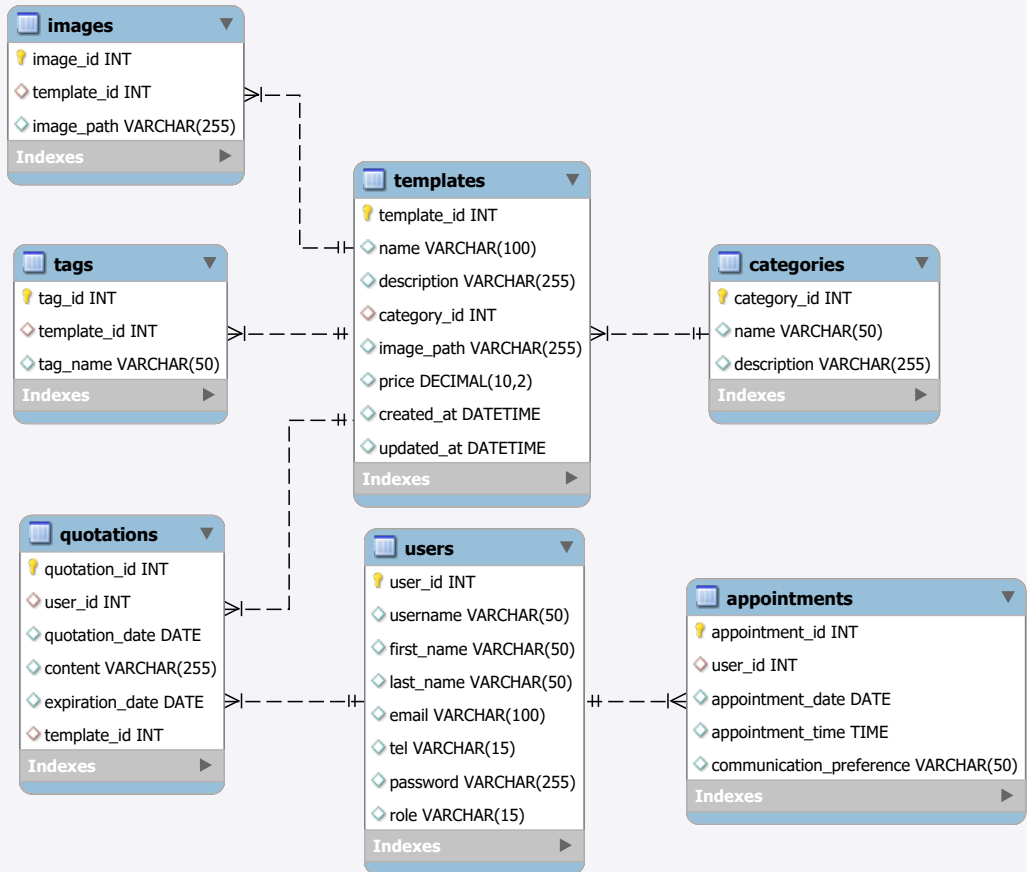 images
image_id INT
template_id INT
image_path VARCHAR(255)
Indexes
tags
tag_id INT
template_id INT
tag_name VARCHAR(50)
Indexes
templates
template_id INT
name VARCHAR(100)
description VARCHAR(255)
category_id INT
image_path VARCHAR(255)
price DECIMAL(10,2)
created_at DATETIME
updated_at DATETIME
Indexes
categories
category_id INT
name VARCHAR(50)
description VARCHAR(255)
Indexes
quotations
quotation_id INT
user_id INT
quotation_date DATE
content VARCHAR(255)
expiration_date DATE
template_id INT
Indexes
users
user_id INT
username VARCHAR(50)
first_name VARCHAR(50)
last_name VARCHAR(50)
email VARCHAR(100)
tel VARCHAR(15)
password VARCHAR(255)
role VARCHAR(15)
Indexes
appointments
appointment_id INT
user_id INT
appointment_date DATE
appointment_time TIME
communication_preference VARCHAR(50)
Indexes